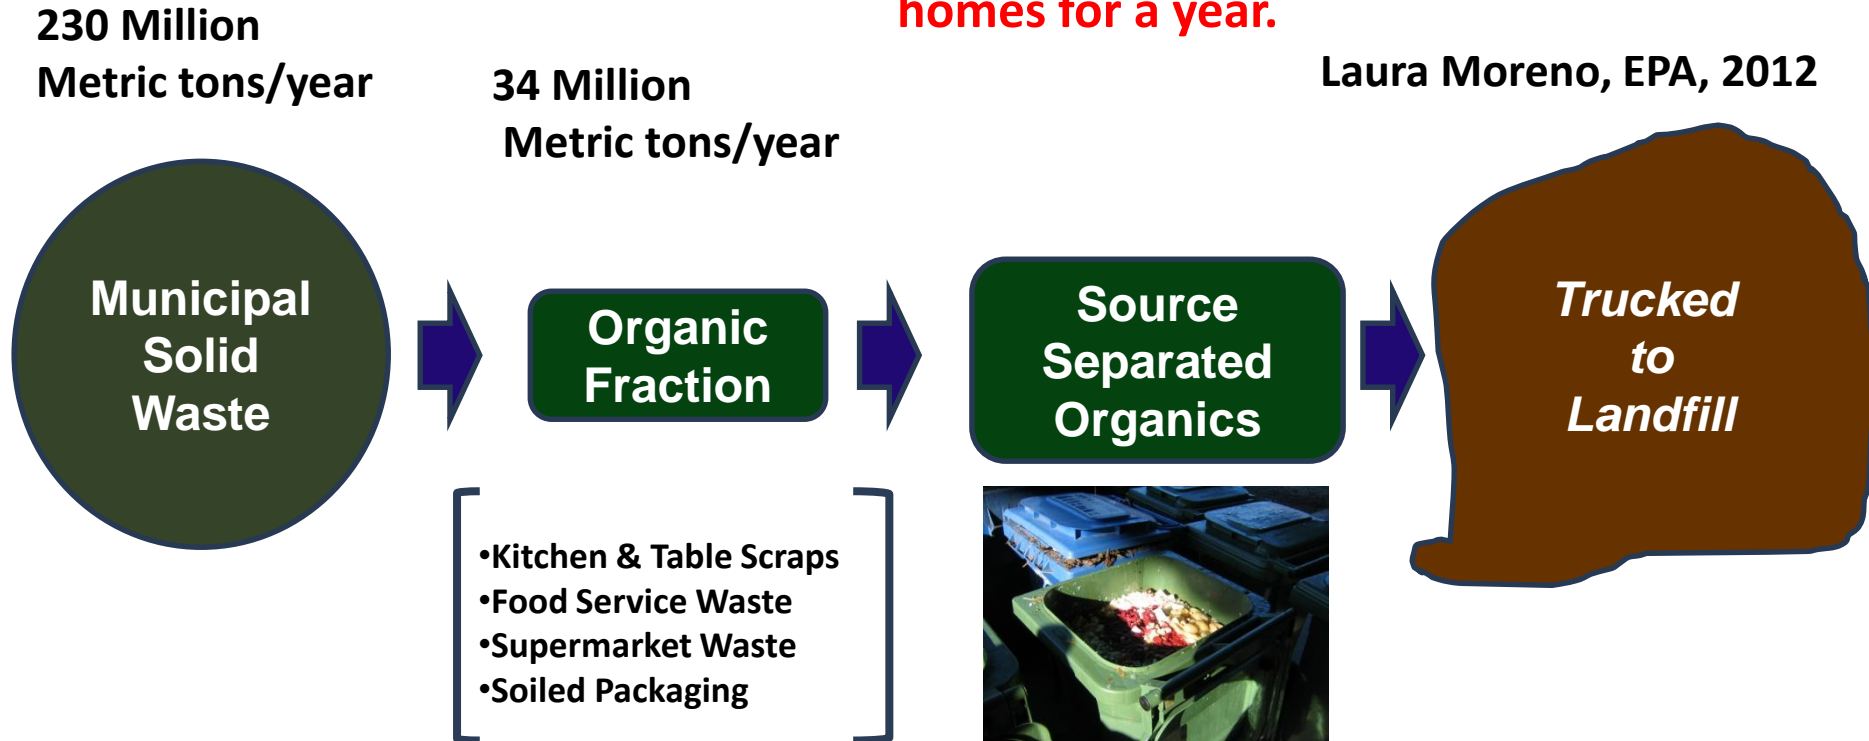 homes for a year.
230 Million
Metric tons/year
34 Million
Metric tons/year
Laura Moreno, EPA, 2012
Municipal
Solid
Waste
Organic
Fraction
Source
Separated
Organics
Trucked
to
Landfill
•Kitchen & Table Scraps
•Food Service Waste
•Supermarket Waste
•Soiled Packaging